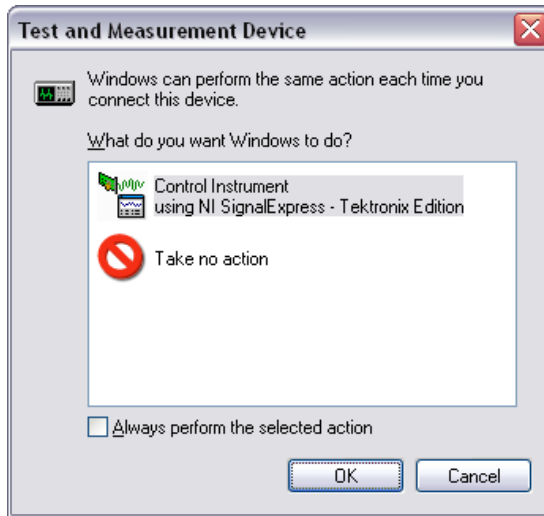 Test and Measurement Device
Windows can perform the same action each time you
connect this device.
What do you want Windows to do?
Control Instrument
using NI SignalExpress - Tektronix Edition
Take no action
Always perform the selected action
OK
Cancel